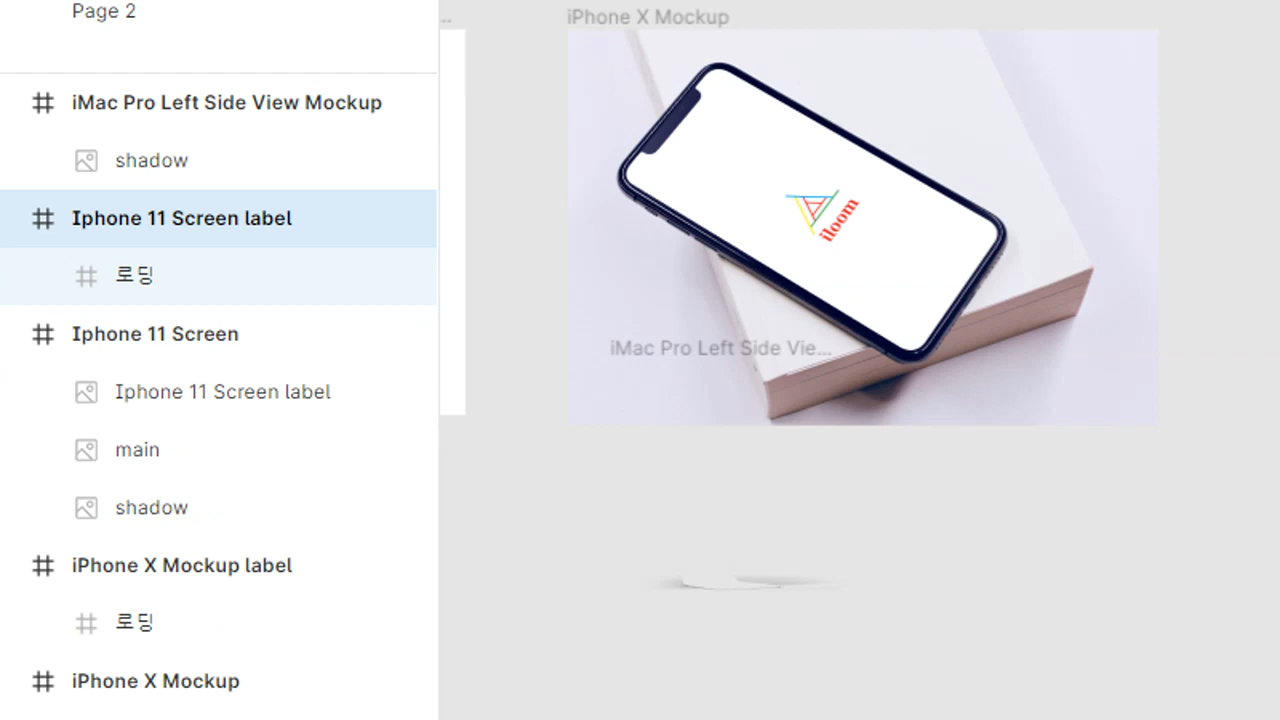 Page 2
iMac Pro Left Side View Mockup
shadow
Iphone 11 Screen label
로딩
Iphone 11 Screen
Iphone 11 Screen label
main
shadow
iPhone X Mockup label
로딩
iPhone X Mockup
...
iPhone X Mockup
iloom
iMac Pro Left Side Vie...